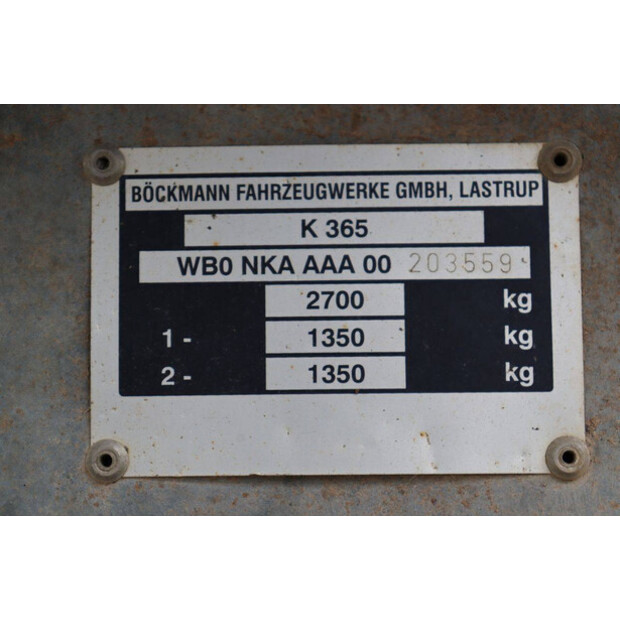 BÖCKMANN FAHRZEUGWERKE GMBH, LASTRUP
K 365
WB0 NKA AAA 00 203559
2700 kg
1- 1350 kg
2- 1350 kg